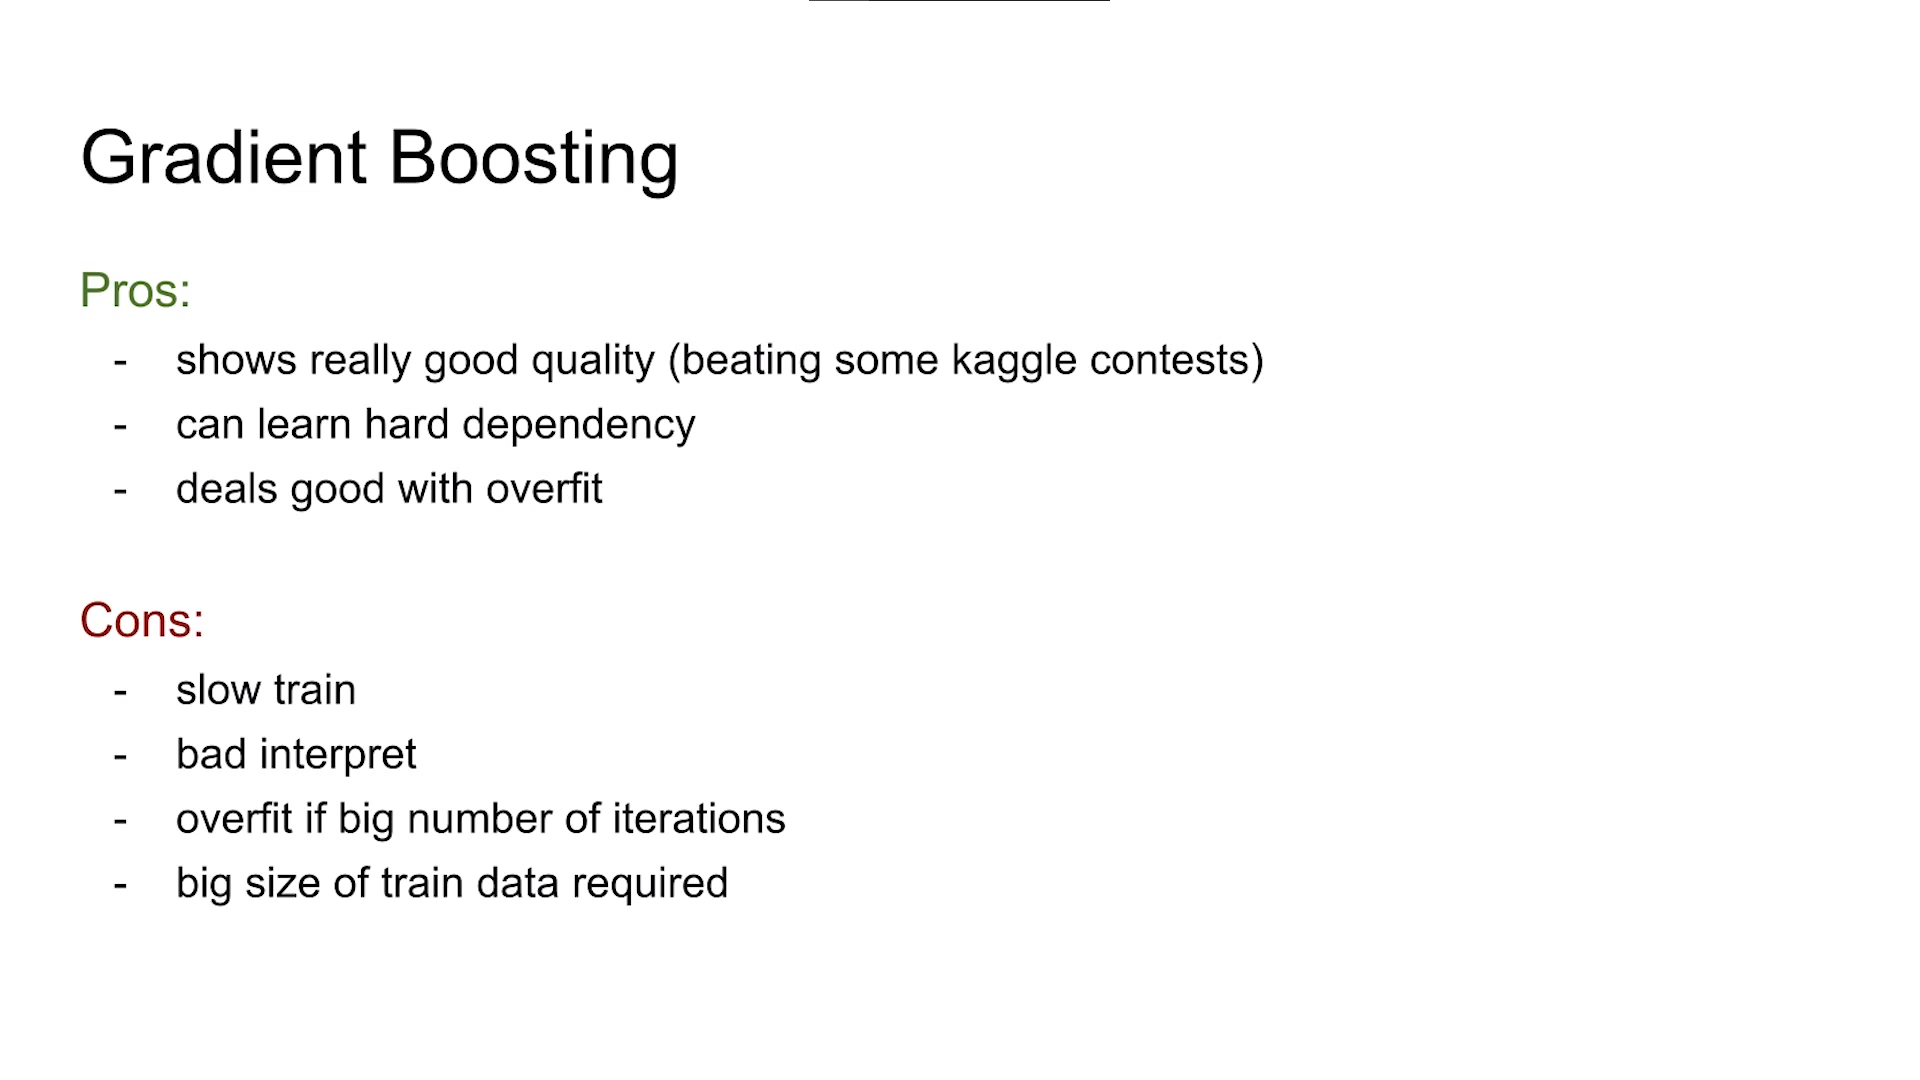 Gradient Boosting
Pros:
- shows really good quality (beating some kaggle contests)
- can learn hard dependency
- deals good with overfit
Cons:
- slow train
- bad interpret
- overfit if big number of iterations
- big size of train data required